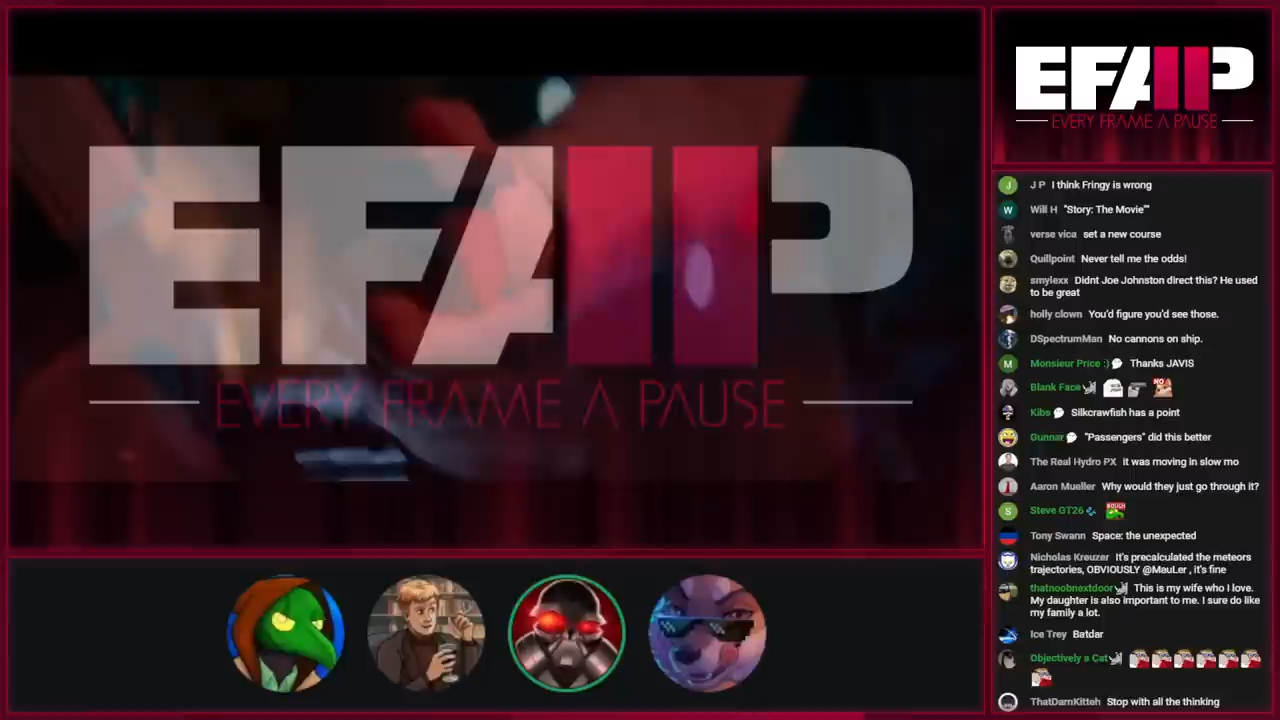 EFAP
EVERY FRAME A PAUSE
EFAP
EVERY FRAME A PAUSE
J P I think Fringy is wrong
Will H "Story: The Movie""
verse vica set a new course
Quillpoint Never tell me the odds!
smylexx Didnt Joe Johnston direct this? He used
to be great
holly clown You'd figure you'd see those.
DSpectrumMan No cannons on ship.
Monsieur Price :) Thanks JAVIS
Blank Face NO
Kibs Silkcrawfish has a point
Gunnar "Passengers" did this better
The Real Hydro PX it was moving in slow mo
Aaron Mueller Why would they just go through it?
Steve GT26 ROUGH
Tony Swann Space: the unexpected
Nicholas Kreuzer It's precalculated the meteors
trajectories, OBVIOUSLY @MauLer , it's fine
thatnoobnextdoor This is my wife who I love.
My daughter is also important to me. I sure do like
my family a lot.
Ice Trey Batdar
Objectively a Cat
ThatDarnKitteh Stop with all the thinking